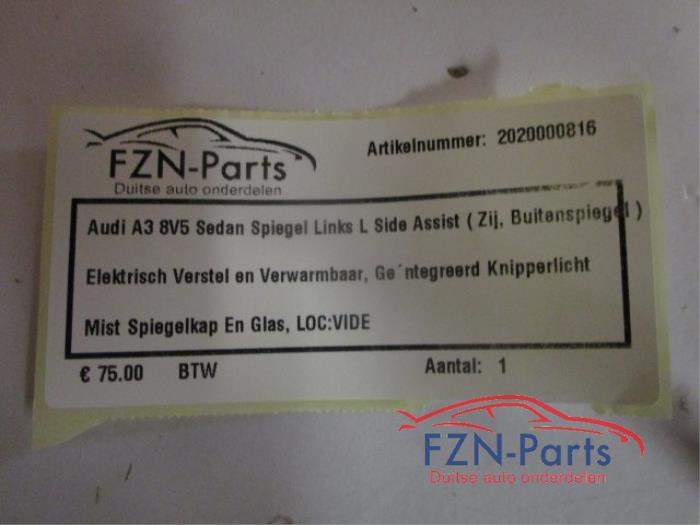 FZN-Parts
Duitse auto onderdelen
Artikelnummer: 2020000816
Audi A3 8V5 Sedan Spiegel Links L Side Assist ( Zij, Buitenspiegel )
Elektrisch Verstel en Verwarmbaar, Ge´ntegreerd Knipperlicht
Mist Spiegelkap En Glas, LOC:VIDE
€ 75.00 BTW Aantal: 1
FZN-Parts
Duitse auto onderdelen